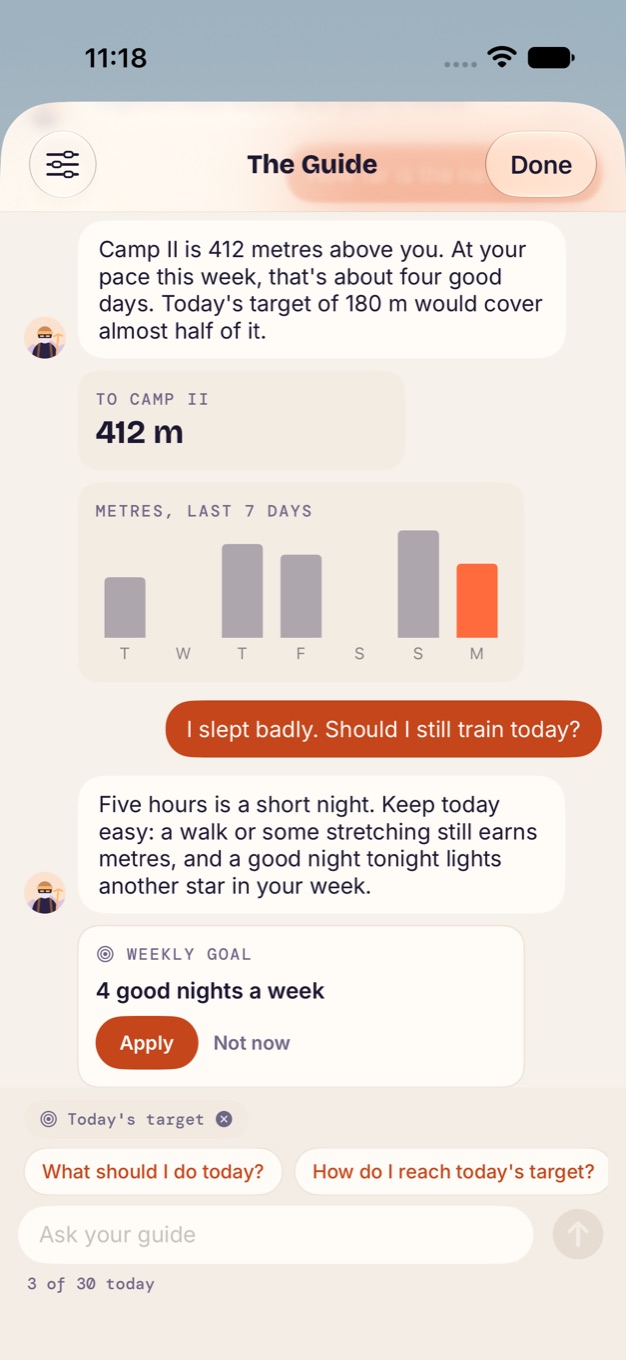 11:18
The Guide
Done
Camp II is 412 metres above you. At your
pace this week, that's about four good
days. Today's target of 180 m would cover
almost half of it.
TO CAMP II
412 m
METRES, LAST 7 DAYS
T W T F S S M
I slept badly. Should I still train today?
Five hours is a short night. Keep today
easy: a walk or some stretching still earns
metres, and a good night tonight lights
another star in your week.
WEEKLY GOAL
4 good nights a week
Apply Not now
Today's target
What should I do today? How do I reach today's target?
Ask your guide
3 of 30 today